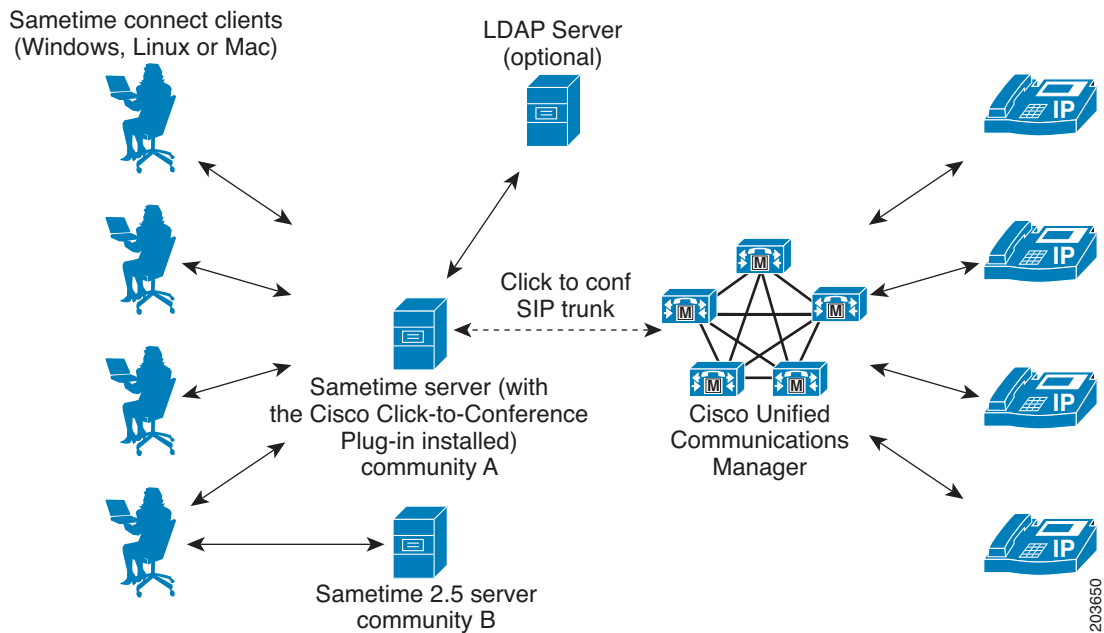 Sametime connect clients
(Windows, Linux or Mac)
LDAP Server
(optional)
IP
IP
Click to conf
SIP trunk
M
M
M
M
M
IP
Sametime server (with
the Cisco Click-to-Conference
Plug-in installed)
community A
Cisco Unified
Communications
Manager
IP
Sametime 2.5 server
community B
203650